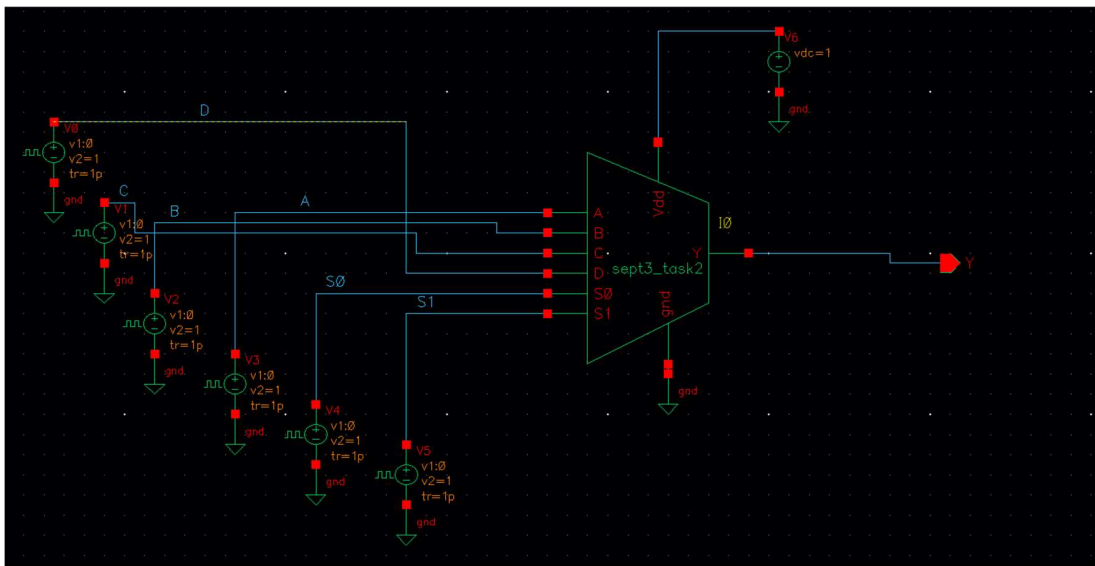 V6
vdc=1
gnd
D
V0
v1:0
v2=1
tr=1p
gnd
C
V1
v1:0
v2=1
tr=1p
gnd
B
A
V2
v1:0
v2=1
tr=1p
gnd
V3
v1:0
v2=1
tr=1p
gnd
S0
V4
v1:0
v2=1
tr=1p
gnd
S1
V5
v1:0
v2=1
tr=1p
gnd
Vdd
A
B
C
D
S0
S1
I0
Y
sept3_task2
gnd
gnd
Y